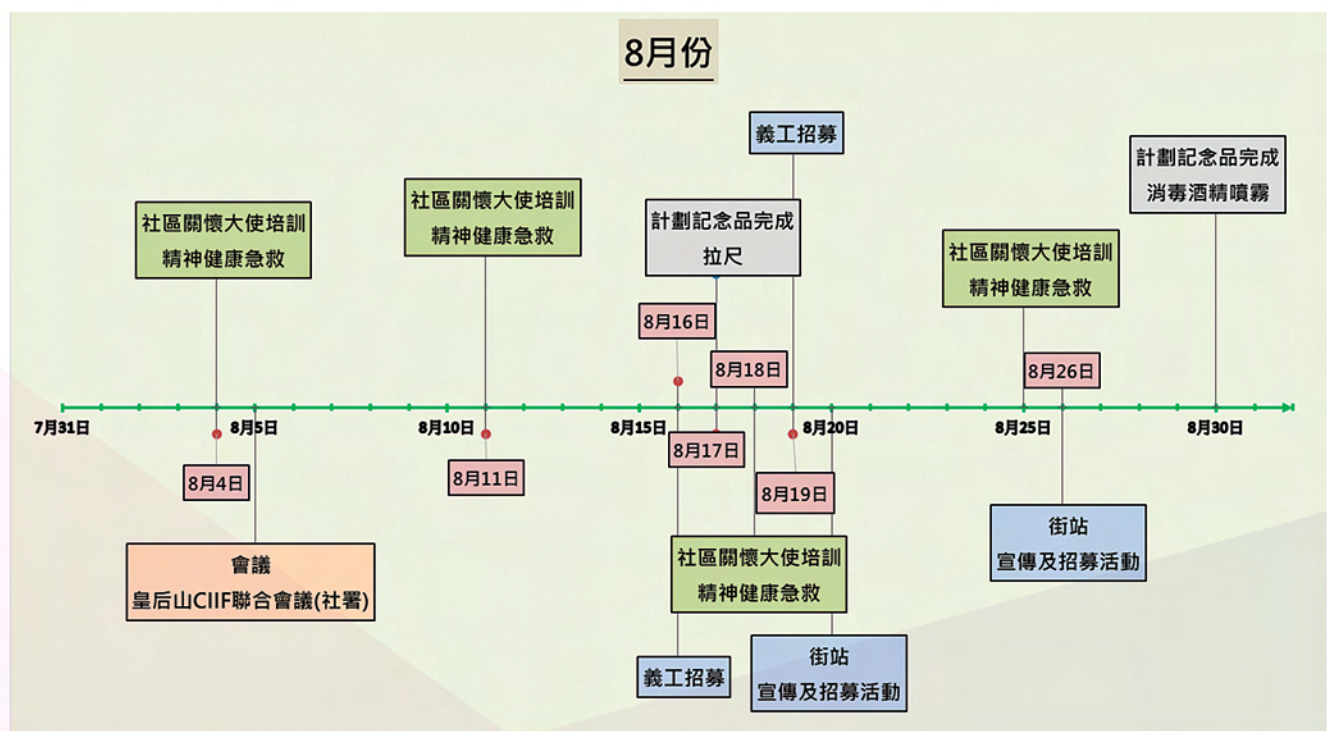 8月份
義工招募
計劃記念品完成
消毒酒精噴霧
社區關懷大使培訓
精神健康急救
社區關懷大使培訓
精神健康急救
計劃記念品完成
拉尺
社區關懷大使培訓
精神健康急救
8月16日
8月18日
8月26日
7月31日
8月5日
8月10日
8月15日
8月20日
8月25日
8月30日
8月17日
8月4日
8月11日
8月19日
會議
皇后山CIIF聯合會議(社署)
社區關懷大使培訓
精神健康急救
街站
宣傳及招募活動
義工招募
街站
宣傳及招募活動